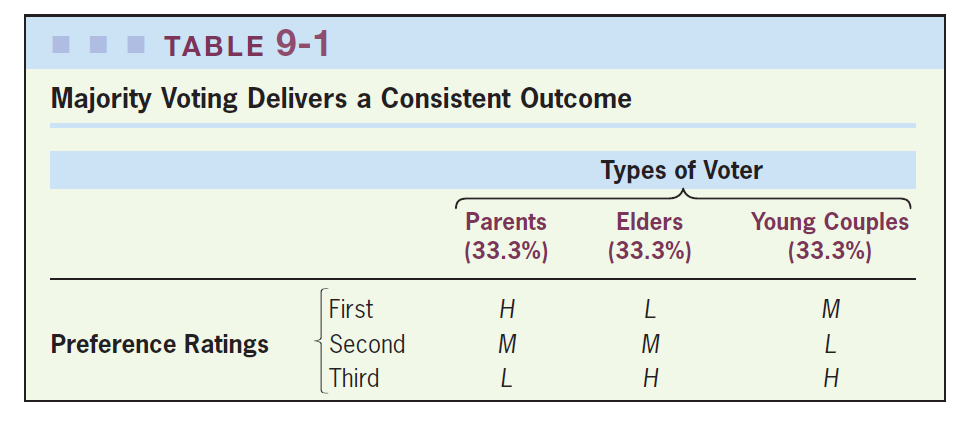 TABLE 9-1
Majority Voting Delivers a Consistent Outcome
Types of Voter
Parents Elders Young Couples
(33.3%) (33.3%) (33.3%)
First H L M
Preference Ratings Second M M L
Third L H H